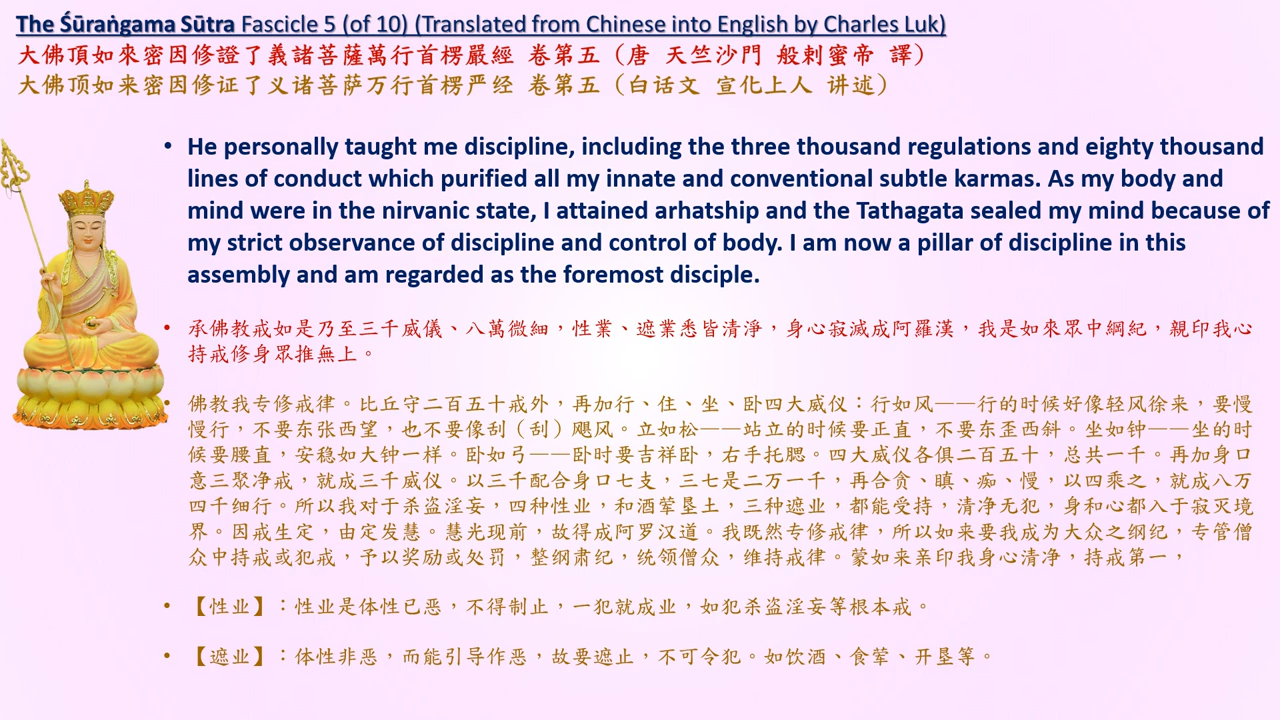 The Śūraṅgama Sūtra Fascicle 5 (of 10) (Translated from Chinese into English by Charles Luk)
大佛頂如來密因修證了義諸菩薩萬行首楞嚴經 卷第五（唐 天竺沙門 般剌蜜帝 譯）
大佛顶如来密因修证了义诸菩萨万行首楞严经 卷第五（白话文 宣化上人 讲述）
• He personally taught me discipline, including the three thousand regulations and eighty thousand
lines of conduct which purified all my innate and conventional subtle karmas. As my body and
mind were in the nirvanic state, I attained arhatship and the Tathagata sealed my mind because of
my strict observance of discipline and control of body. I am now a pillar of discipline in this
assembly and am regarded as the foremost disciple.
• 承佛教戒如是乃至三千威儀、八萬微細，性業、遮業悉皆清淨，身心寂滅成阿羅漢，我是如來眾中綱紀，親印我心
持戒修身眾推無上。
• 佛教我专修戒律。比丘守二百五十戒外，再加行、住、坐、卧四大威仪：行如风——行的时候好像轻风徐来，要慢
慢行，不要东张西望，也不要像刮（刮）飓风。立如松——站立的时候要正直，不要东歪西斜。坐如钟——坐的时
候要腰直，安稳如大钟一样。卧如弓——卧时要吉祥卧，右手托腮。四大威仪各俱二百五十，总共一千。再加身口
意三聚净戒，就成三千威仪。以三千配合身口七支，三七是二万一千，再合贪、瞋、痴、慢，以四乘之，就成八万
四千细行。所以我对于杀盗淫妄，四种性业，和酒荤垦土，三种遮业，都能受持，清净无犯，身和心都入于寂灭境
界。因戒生定，由定发慧。慧光现前，故得成阿罗汉道。我既然专修戒律，所以如来要我成为大众之纲纪，专管僧
众中持戒或犯戒，予以奖励或处罚，整纲肃纪，统领僧众，维持戒律。蒙如来亲印我身心清净，持戒第一，
• 【性业】：性业是体性已恶，不得制止，一犯就成业，如犯杀盗淫妄等根本戒。
• 【遮业】：体性非恶，而能引导作恶，故要遮止，不可令犯。如饮酒、食荤、开垦等。